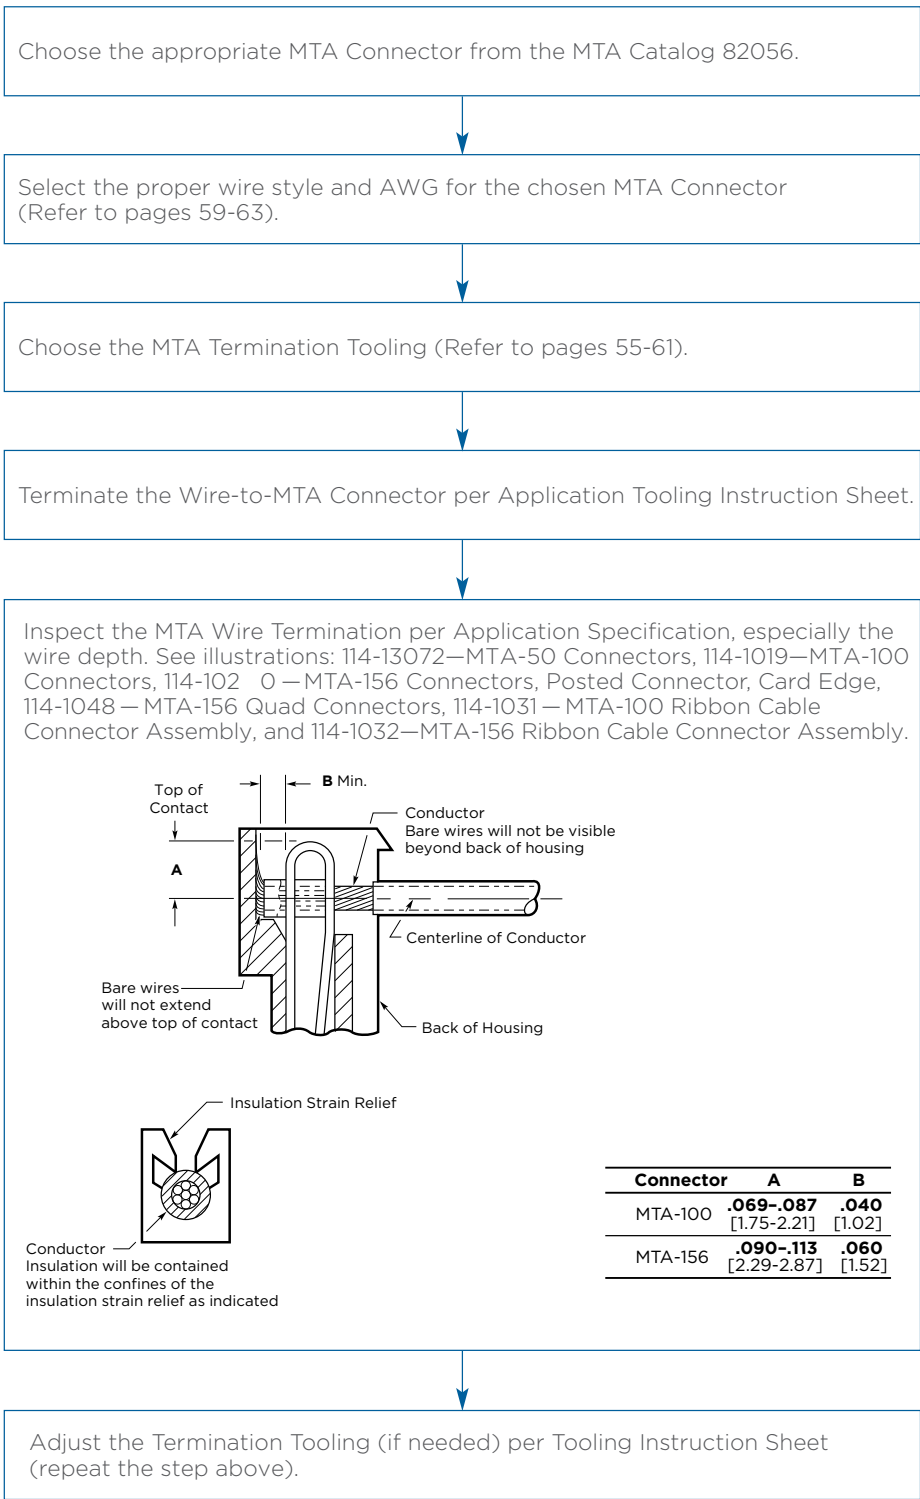 Choose the appropriate MTA Connector from the MTA Catalog 82056.
Select the proper wire style and AWG for the chosen MTA Connector
(Refer to pages 59-63).
Choose the MTA Termination Tooling (Refer to pages 55-61).
Terminate the Wire-to-MTA Connector per Application Tooling Instruction Sheet.
Inspect the MTA Wire Termination per Application Specification, especially the
wire depth. See illustrations: 114-13072—MTA-50 Connectors, 114-1019—MTA-100
Connectors, 114-102 0 — MTA-156 Connectors, Posted Connector, Card Edge,
114-1048 — MTA-156 Quad Connectors, 114-1031 — MTA-100 Ribbon Cable
Connector Assembly, and 114-1032—MTA-156 Ribbon Cable Connector Assembly.
Top of
Contact
B Min.
A
Conductor
Bare wires will not be visible
beyond back of housing
Centerline of Conductor
Bare wires
will not extend
above top of contact
Back of Housing
Insulation Strain Relief
Conductor
Insulation will be contained
within the confines of the
insulation strain relief as indicated
Connector A B
MTA-100 .069–.087 .040
[1.75-2.21] [1.02]
MTA-156 .090–.113 .060
[2.29-2.87] [1.52]
Adjust the Termination Tooling (if needed) per Tooling Instruction Sheet
(repeat the step above).